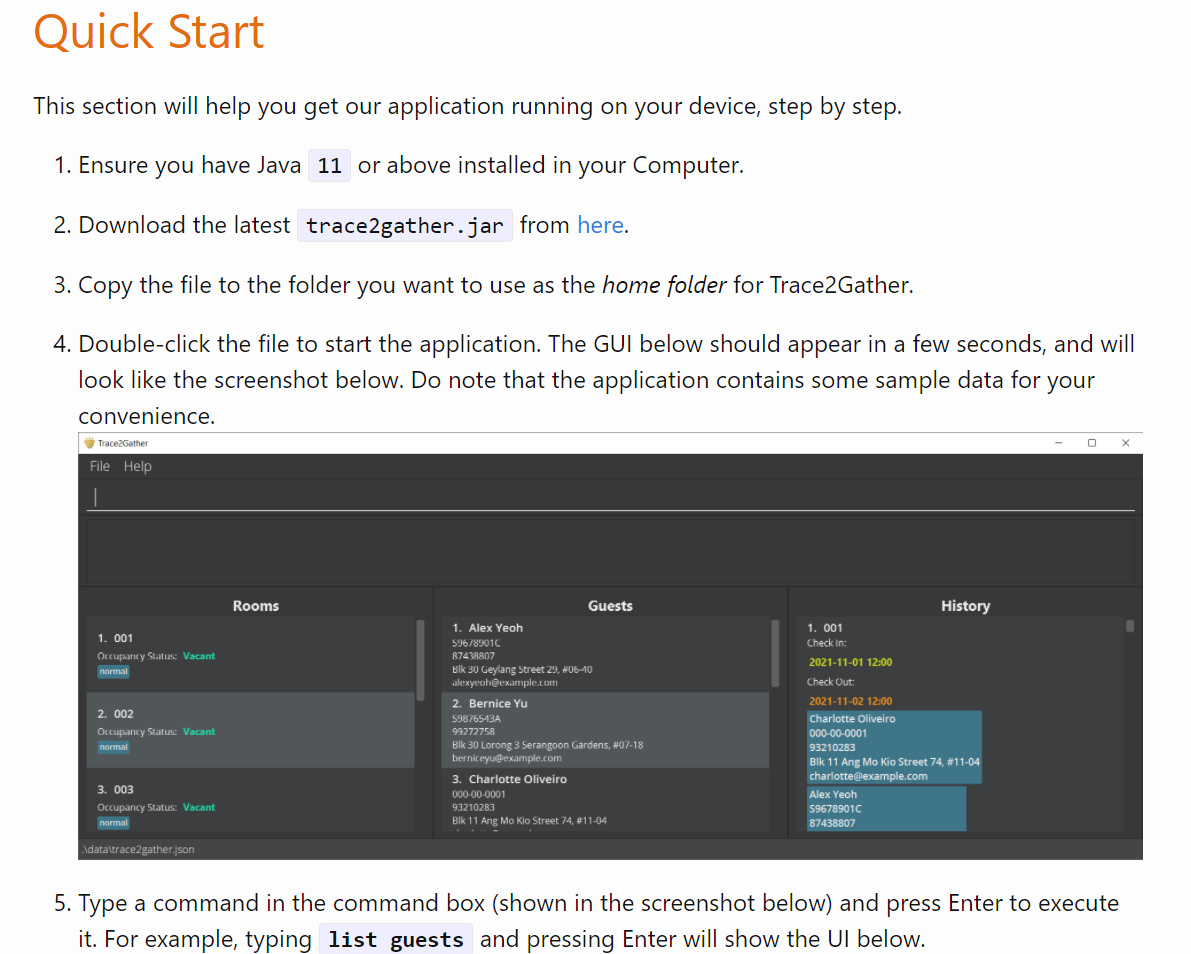 Quick Start
This section will help you get our application running on your device, step by step.
1. Ensure you have Java 11 or above installed in your Computer.
2. Download the latest trace2gather.jar from here.
3. Copy the file to the folder you want to use as the home folder for Trace2Gather.
4. Double-click the file to start the application. The GUI below should appear in a few seconds, and will
look like the screenshot below. Do note that the application contains some sample data for your
convenience.
Trace2Gather
File Help
Rooms
1. 001
Occupancy Status: Vacant
normal
2. 002
Occupancy Status: Vacant
normal
3. 003
Occupancy Status: Vacant
normal
Guests
1. Alex Yeoh
S9678901C
87438807
Blk 30 Geylang Street 29, #06-40
alexyeoh@example.com
2. Bernice Yu
S9876543A
99272758
Blk 30 Lorong 3 Serangoon Gardens, #07-18
berniceyu@example.com
3. Charlotte Oliveiro
000-00-0001
93210283
Blk 11 Ang Mo Kio Street 74, #11-04
History
1. 001
Check In:
2021-11-01 12:00
Check Out:
2021-11-02 12:00
Charlotte Oliveiro
000-00-0001
93210283
Blk 11 Ang Mo Kio Street 74, #11-04
charlotte@example.com
Alex Yeoh
S9678901C
87438807
.\data\trace2gather.json
5. Type a command in the command box (shown in the screenshot below) and press Enter to execute
it. For example, typing list guests and pressing Enter will show the UI below.